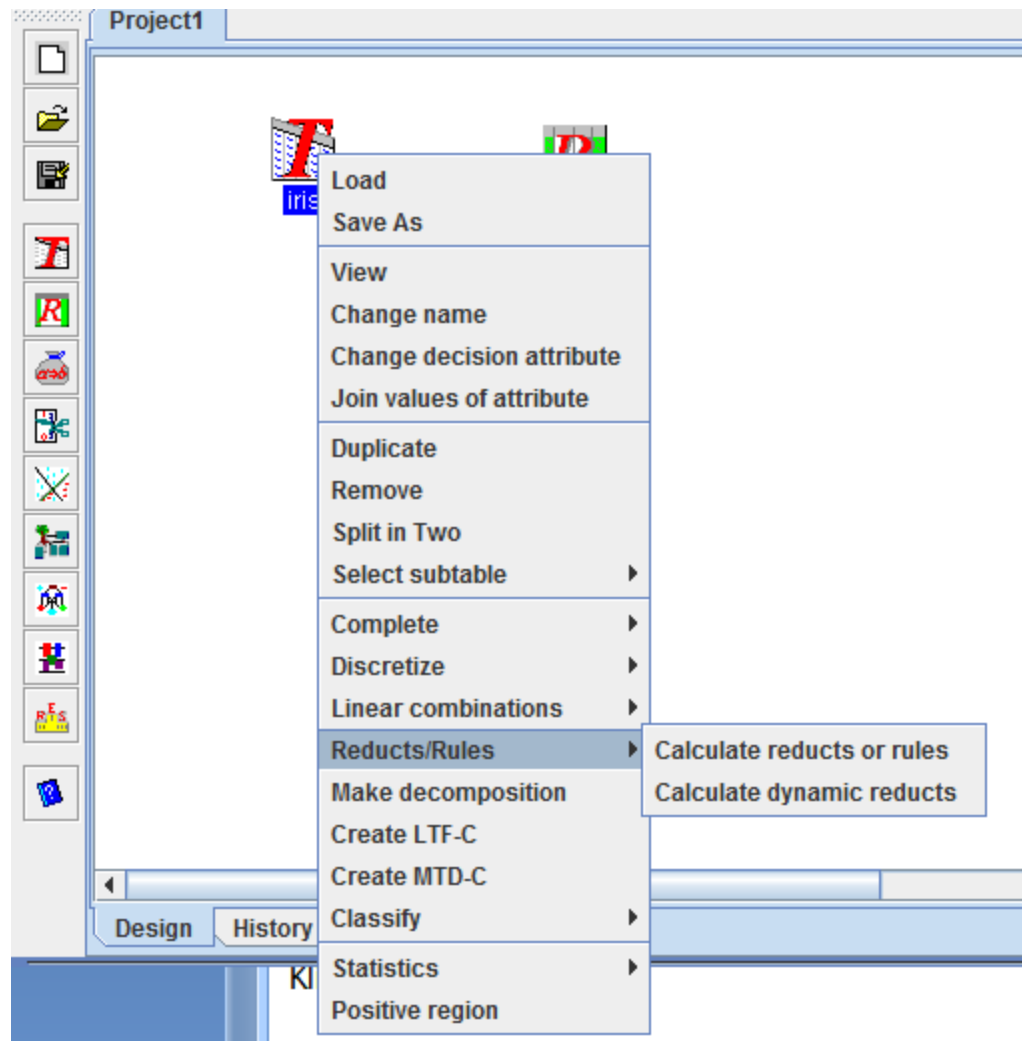 Project1
iris
Load
Save As
View
Change name
Change decision attribute
Join values of attribute
Duplicate
Remove
Split in Two
Select subtable
Complete
Discretize
Linear combinations
Reducts/Rules
Calculate reducts or rules
Calculate dynamic reducts
Make decomposition
Create LTF-C
Create MTD-C
Classify
Statistics
Positive region
Design
History